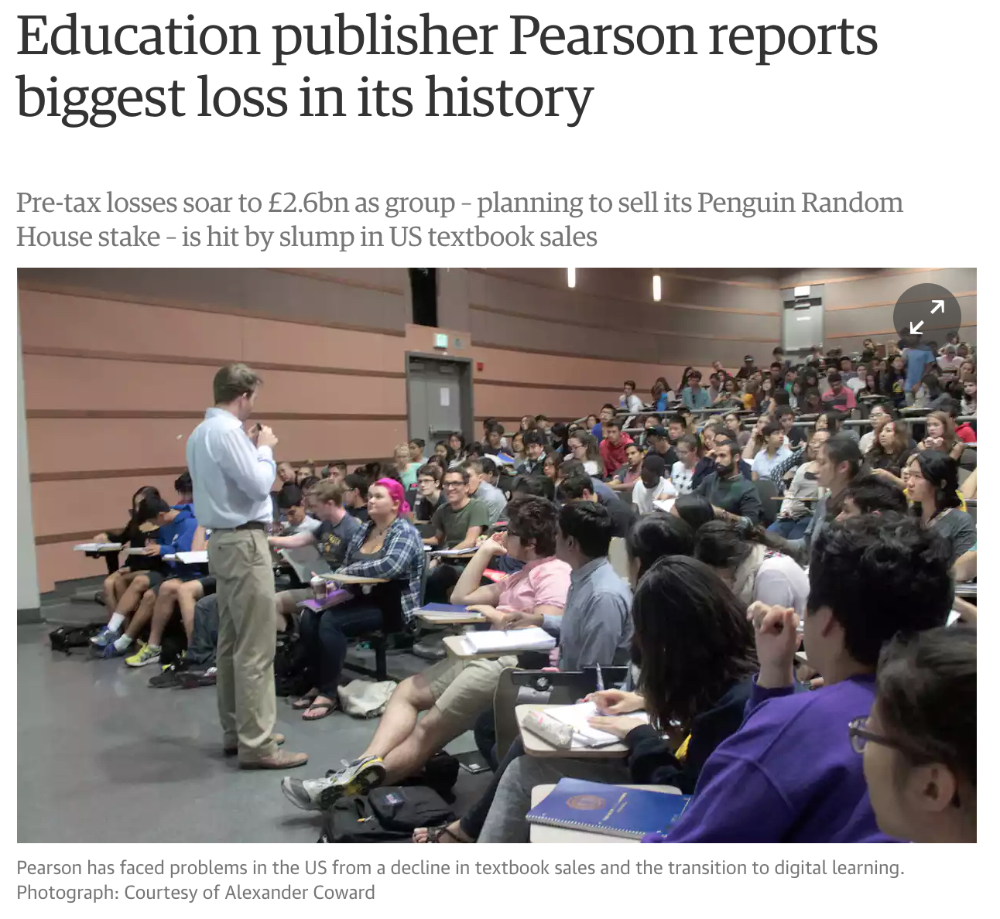 Education publisher Pearson reports
biggest loss in its history
Pre-tax losses soar to £2.6bn as group – planning to sell its Penguin Random
House stake – is hit by slump in US textbook sales
Pearson has faced problems in the US from a decline in textbook sales and the transition to digital learning.
Photograph: Courtesy of Alexander Coward